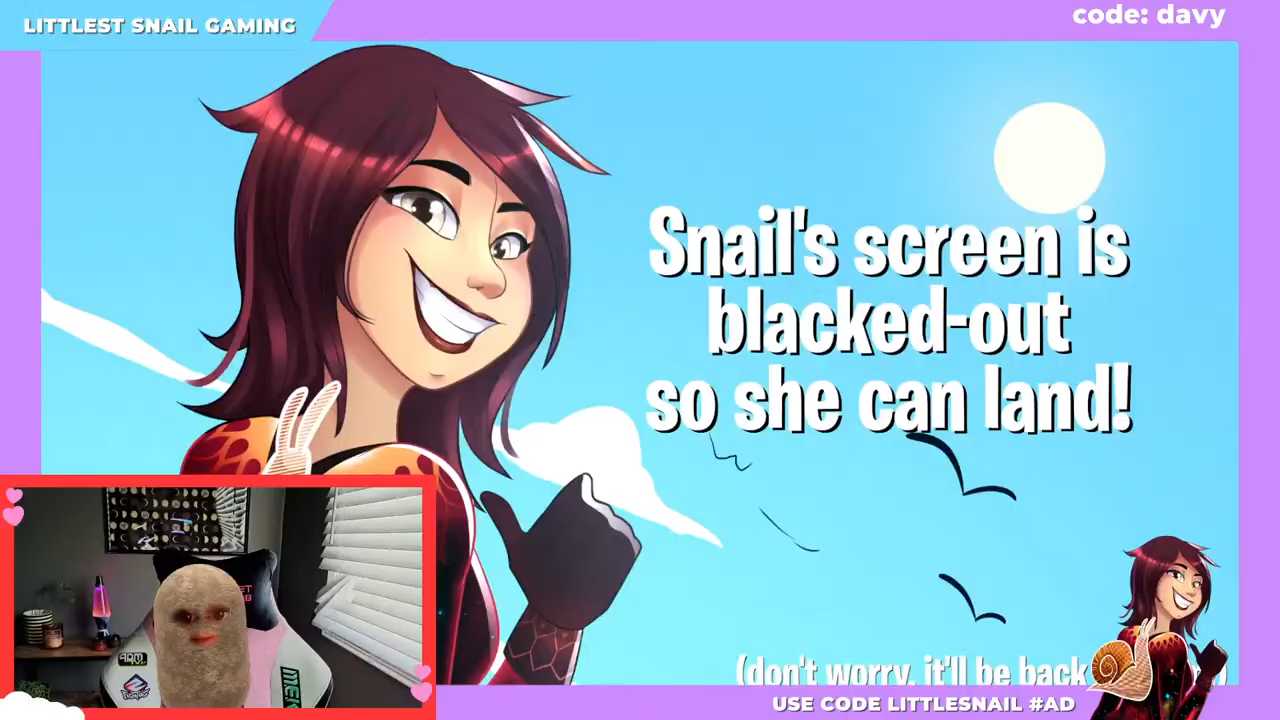 LITTLEST SNAIL GAMING
code: davy
Snail's screen is
blacked-out
so she can land!
(don't worry, it'll be back
USE CODE LITTLESNAIL #AD